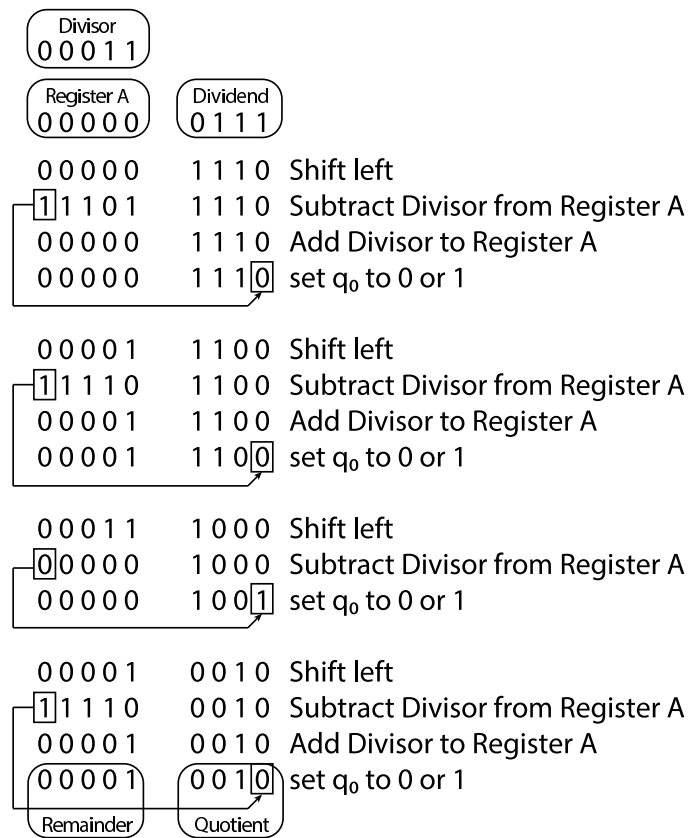 Divisor
0 0 0 1 1
Register A Dividend
0 0 0 0 0 0 1 1 1
0 0 0 0 0 1 1 1 0 Shift left
1 1 1 0 1 1 1 1 0 Subtract Divisor from Register A
0 0 0 0 0 1 1 1 0 Add Divisor to Register A
0 0 0 0 0 1 1 1 0 set q₀ to 0 or 1
0 0 0 0 1 1 1 0 0 Shift left
1 1 1 1 0 1 1 0 0 Subtract Divisor from Register A
0 0 0 0 1 1 1 0 0 Add Divisor to Register A
0 0 0 0 1 1 1 0 0 set q₀ to 0 or 1
0 0 0 1 1 1 0 0 0 Shift left
0 0 0 0 0 1 0 0 0 Subtract Divisor from Register A
0 0 0 0 0 1 0 0 1 set q₀ to 0 or 1
0 0 0 0 1 0 0 1 0 Shift left
1 1 1 1 0 0 0 1 0 Subtract Divisor from Register A
0 0 0 0 1 0 0 1 0 Add Divisor to Register A
0 0 0 0 1 0 0 1 0 set q₀ to 0 or 1
Remainder Quotient